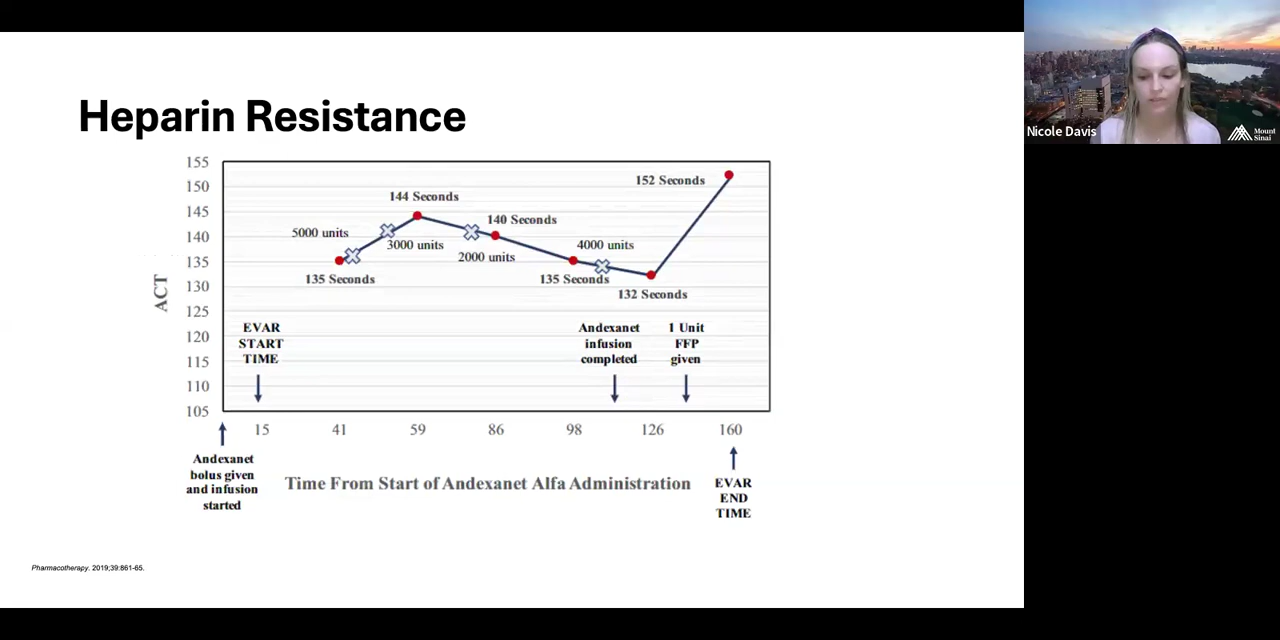 Heparin Resistance
155
150
145
140
135
130
125
120
115
110
105
ACT
5000 units
135 Seconds
144 Seconds
3000 units
140 Seconds
2000 units
4000 units
135 Seconds
132 Seconds
152 Seconds
EVAR
START
TIME
Andexanet
infusion
completed
1 Unit
FFP
given
15
41
59
86
98
126
160
Andexanet
bolus given
and infusion
started
Time From Start of Andexanet Alfa Administration
EVAR
END
TIME
Pharmacotherapy. 2019;39:861-65.
Nicole Davis
Mount
Sinai